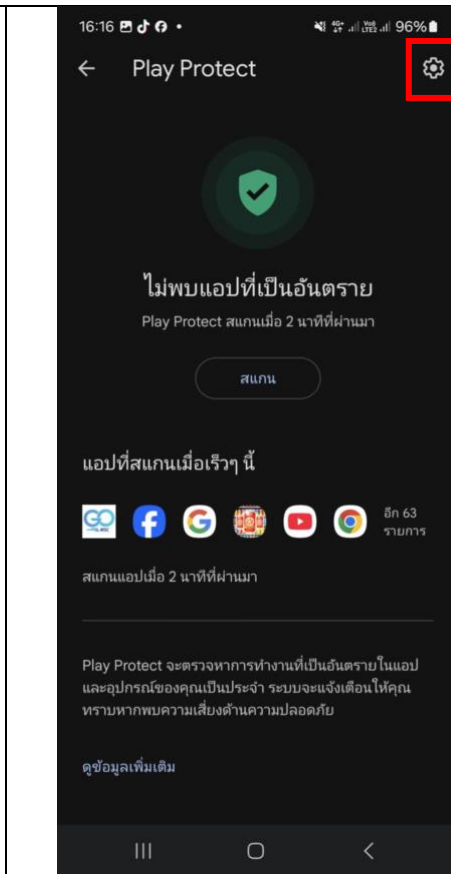 16:16 96%
Play Protect
ไม่พบแอปที่เป็นอันตราย
Play Protect สแกนเมื่อ 2 นาทีที่ผ่านมา
สแกน
แอปที่สแกนเมื่อเร็วๆ นี้
อีก 63
รายการ
สแกนแอปเมื่อ 2 นาทีที่ผ่านมา
Play Protect จะตรวจหาการทำงานที่เป็นอันตรายในแอป
และอุปกรณ์ของคุณเป็นประจำ ระบบจะแจ้งเตือนให้คุณ
ทราบหากพบความเสี่ยงด้านความปลอดภัย
ดูข้อมูลเพิ่มเติม